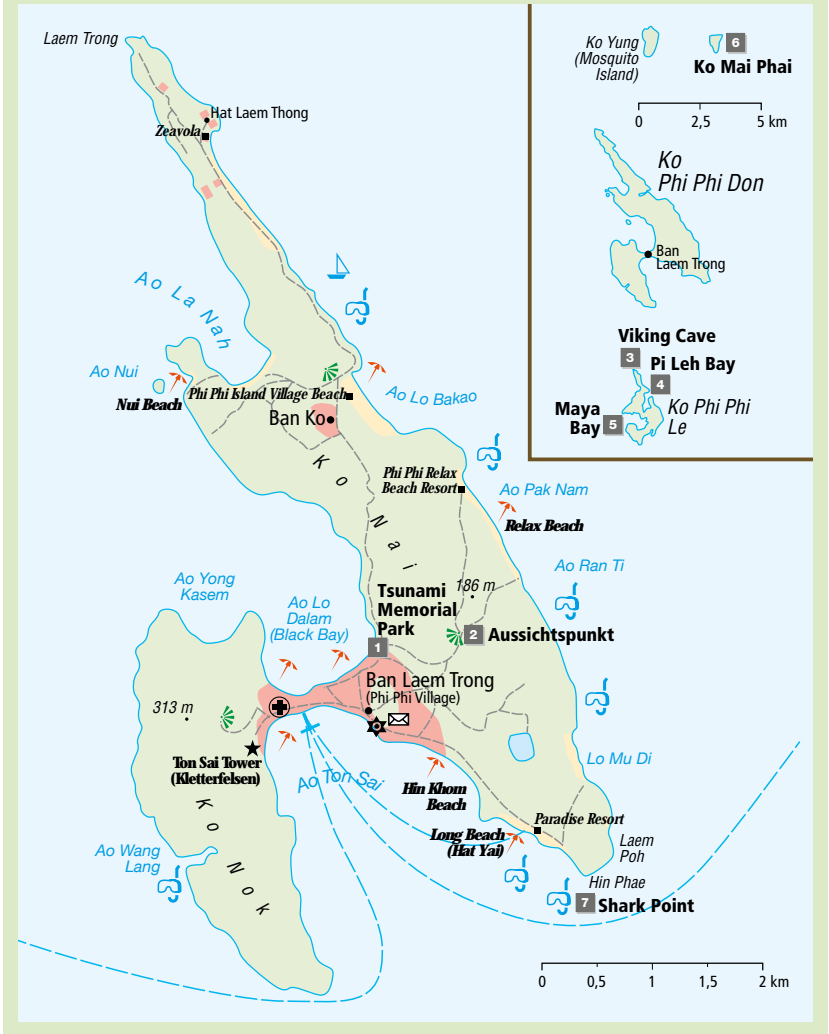 Laem Trong
Hat Laem Thong
Zeavola
Ao La Nah
Ao Nui
Nui Beach
Phi Phi Island Village Beach
Ban Ko
Ao Lo Bakao
Ko Nai
Phi Phi Relax
Beach Resort
Ao Pak Nam
Relax Beach
Ao Ran Ti
Ao Yong
Kasem
Ao Lo
Dalam
(Black Bay)
Tsunami
Memorial
Park
1
186 m
2 Aussichtspunkt
Ban Laem Trong
(Phi Phi Village)
313 m
Ton Sai Tower
(Kletterfelsen)
Ao Ton Sai
Hin Khom
Beach
Lo Mu Di
Long Beach
(Hat Yai)
Paradise Resort
Laem
Poh
Ko Nok
Ao Wang
Lang
Hin Phae
7 Shark Point
0 0,5 1 1,5 2 km
Ko Yung
(Mosquito
Island)
6
Ko Mai Phai
0 2,5 5 km
Ko
Phi Phi Don
Ban
Laem Trong
Viking Cave
3
Pi Leh Bay
4
Maya
Bay
5
Ko Phi Phi
Le